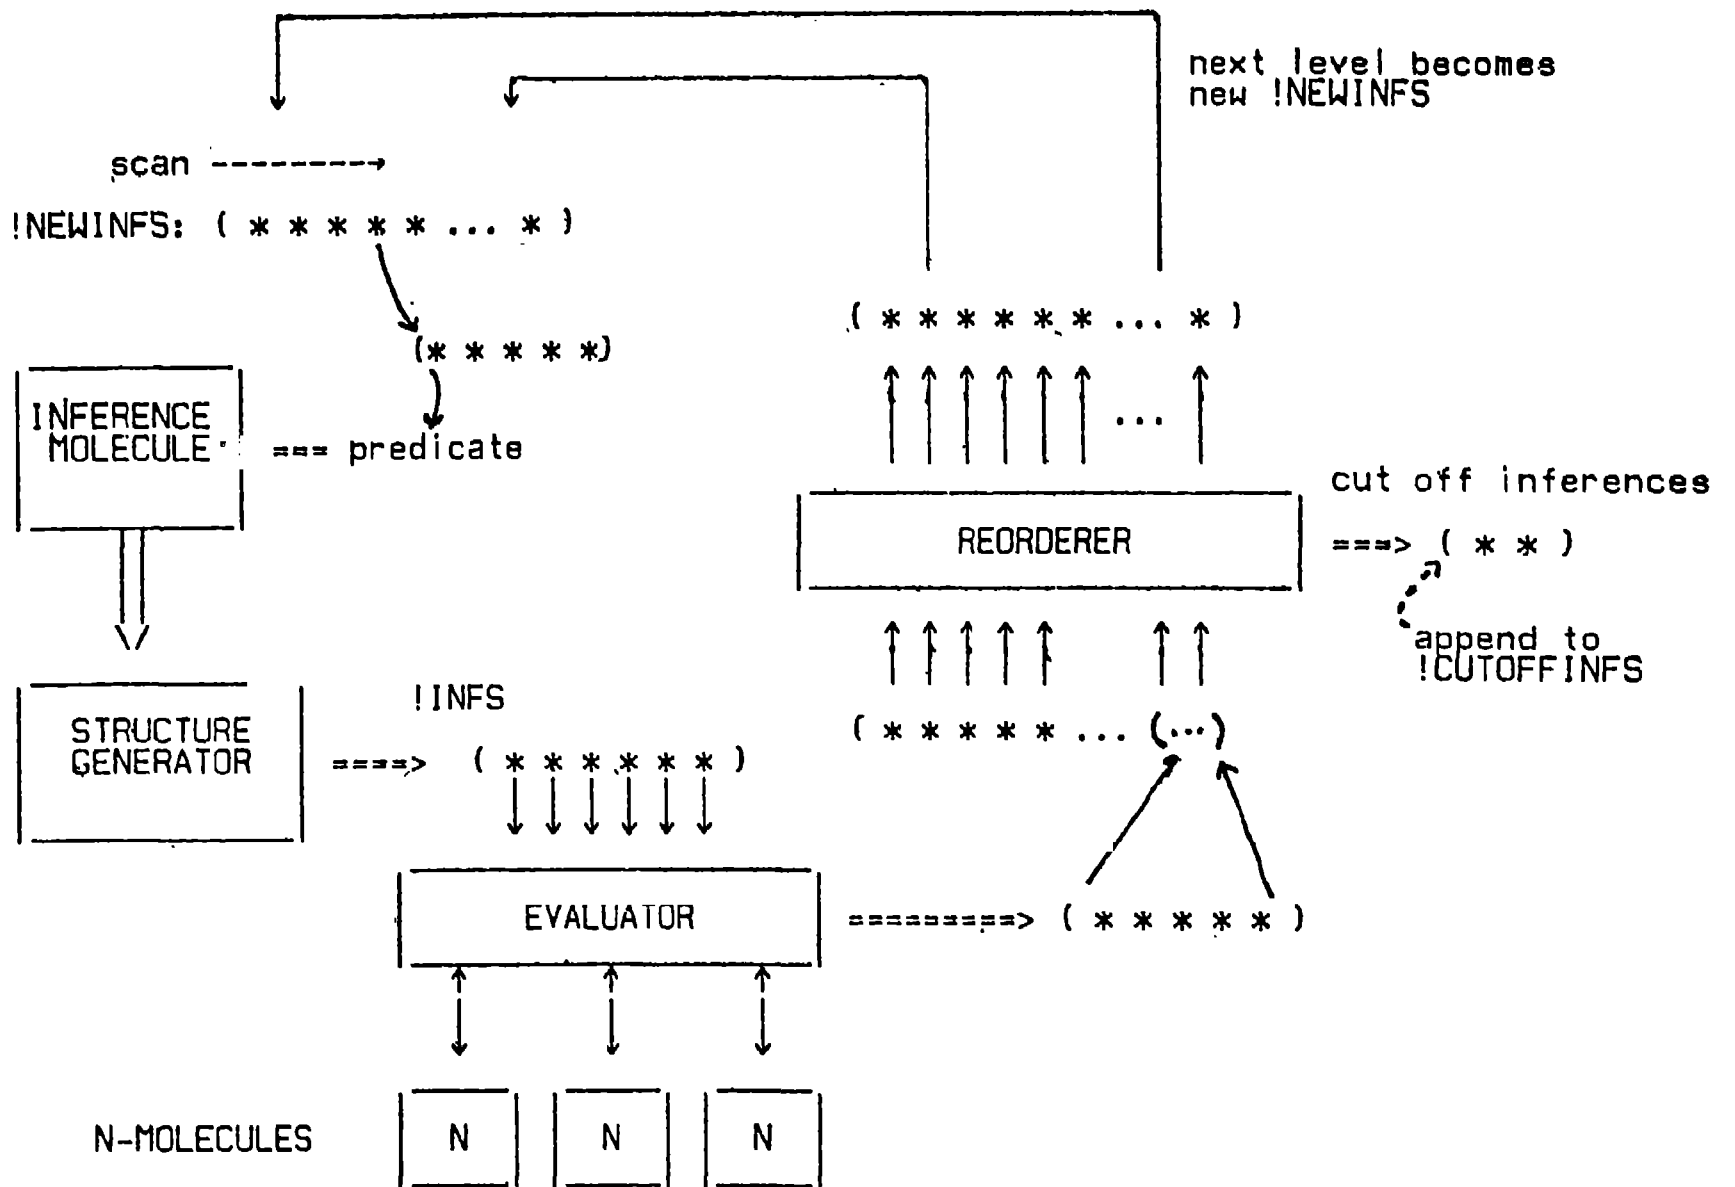 next level becomes
new !NEWINFS
scan --------->
!NEWINFS: ( * * * * * ... * )
(* * * * *)
( * * * * * * ... * )
INFERENCE
MOLECULE
=== predicate
...
cut off inferences
REORDERER
===> ( * * )
append to
!CUTOFFINFS
!INFS
STRUCTURE
GENERATOR
====> ( * * * * * * )
( * * * * * ... (...)
EVALUATOR
=========> ( * * * * * )
N-MOLECULES
N N N